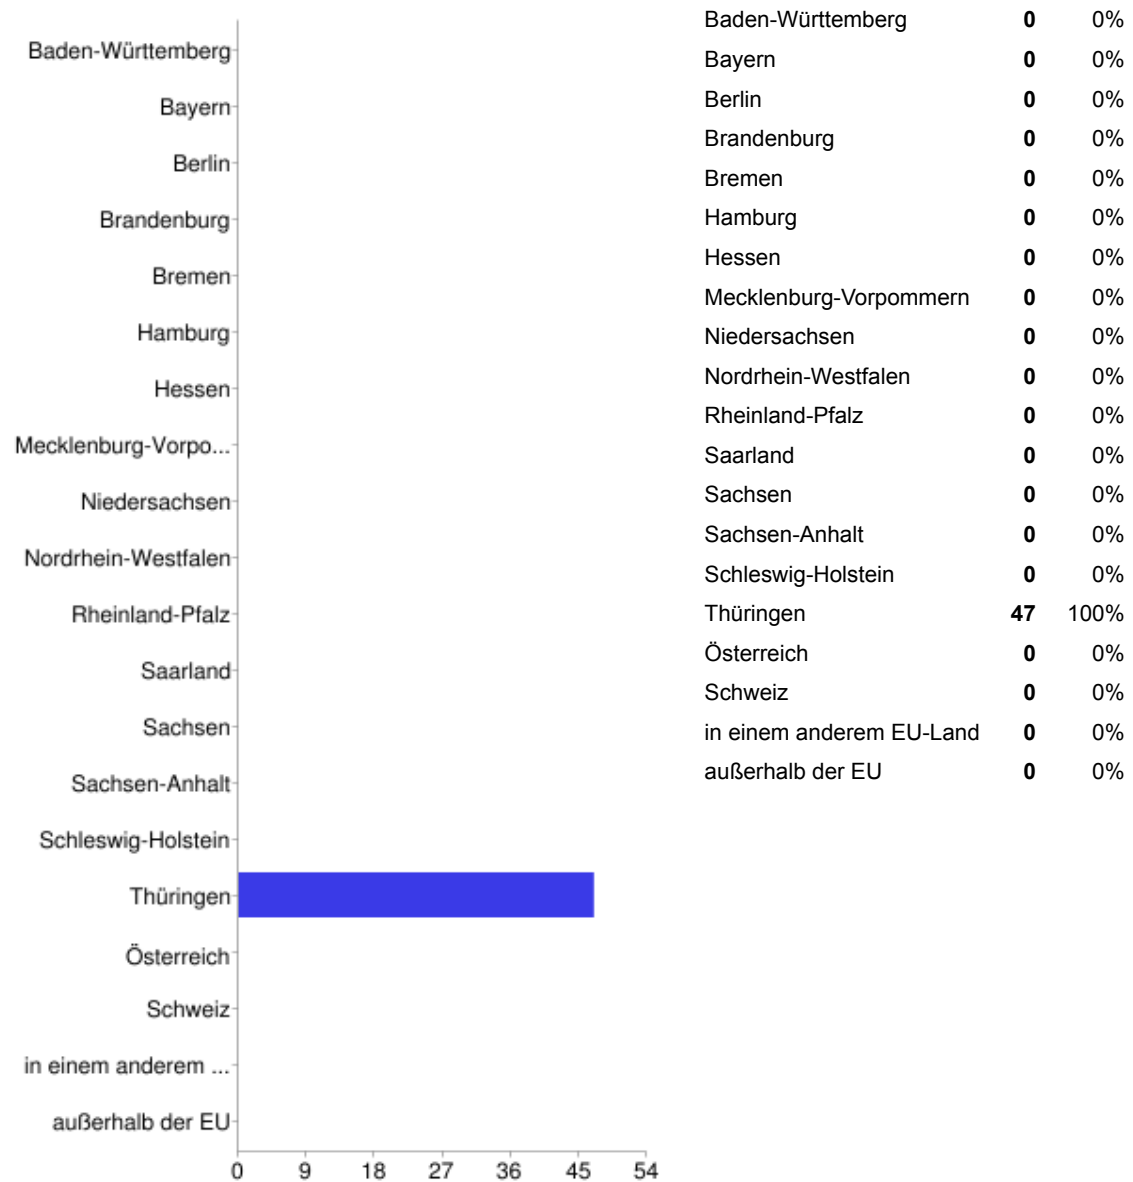 Baden-Württemberg
Bayern
Berlin
Brandenburg
Bremen
Hamburg
Hessen
Mecklenburg-Vorpo...
Niedersachsen
Nordrhein-Westfalen
Rheinland-Pfalz
Saarland
Sachsen
Sachsen-Anhalt
Schleswig-Holstein
Thüringen
Österreich
Schweiz
in einem anderem ...
außerhalb der EU
0 9 18 27 36 45 54
Baden-Württemberg 0 0%
Bayern 0 0%
Berlin 0 0%
Brandenburg 0 0%
Bremen 0 0%
Hamburg 0 0%
Hessen 0 0%
Mecklenburg-Vorpommern 0 0%
Niedersachsen 0 0%
Nordrhein-Westfalen 0 0%
Rheinland-Pfalz 0 0%
Saarland 0 0%
Sachsen 0 0%
Sachsen-Anhalt 0 0%
Schleswig-Holstein 0 0%
Thüringen 47 100%
Österreich 0 0%
Schweiz 0 0%
in einem anderem EU-Land 0 0%
außerhalb der EU 0 0%